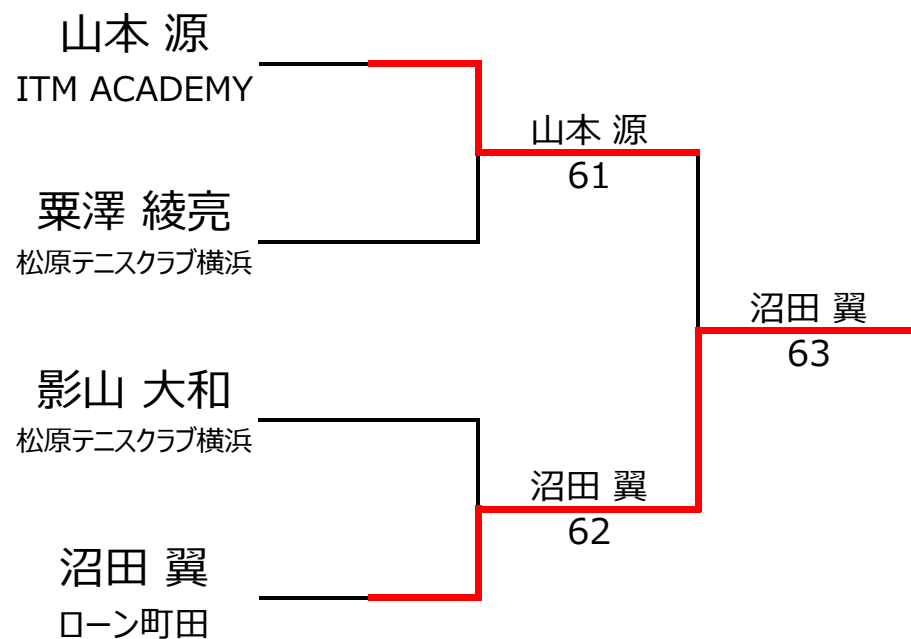 山本 源
ITM ACADEMY
山本 源
61
粟澤 綾亮
松原テニスクラブ横浜
沼田 翼
63
影山 大和
松原テニスクラブ横浜
沼田 翼
62
沼田 翼
ローン町田